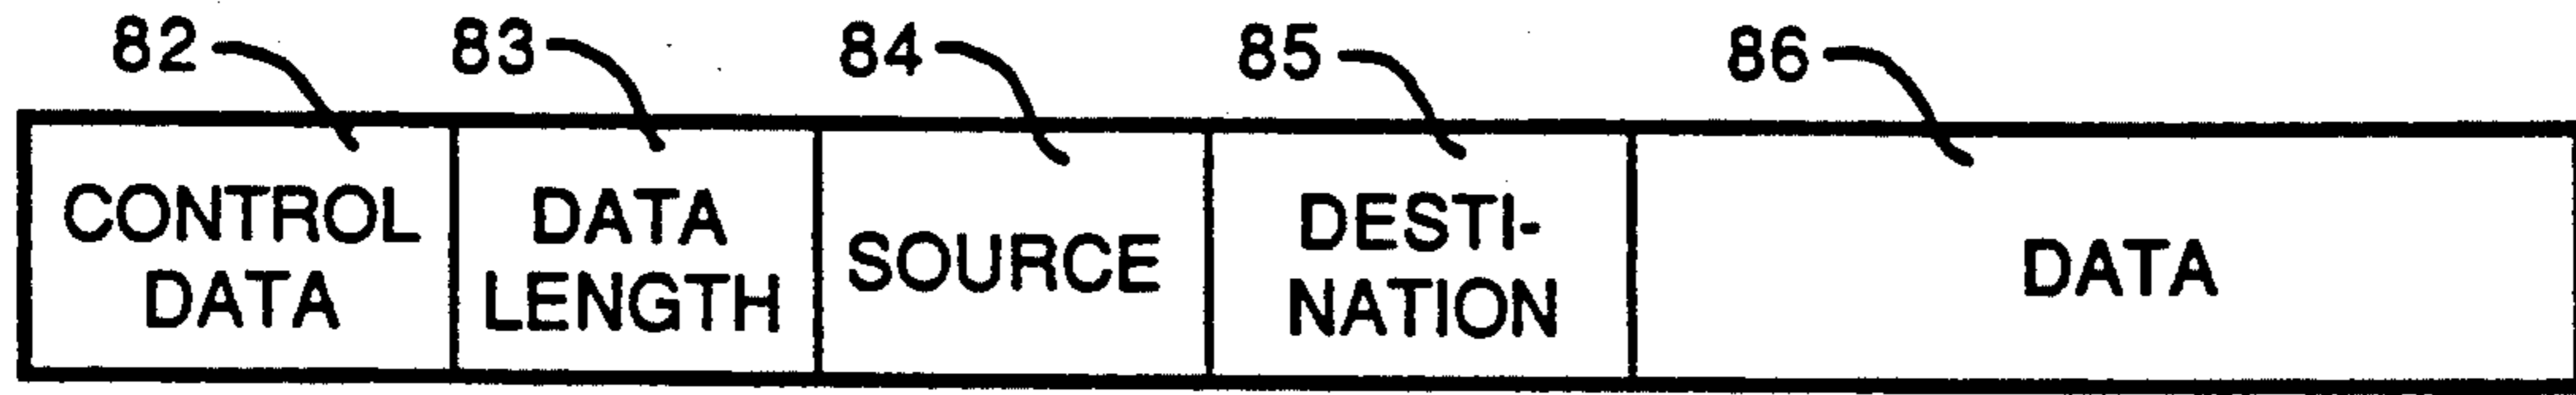 82 83 84 85 86
CONTROL
DATA
DATA
LENGTH
SOURCE
DESTI-
NATION
DATA